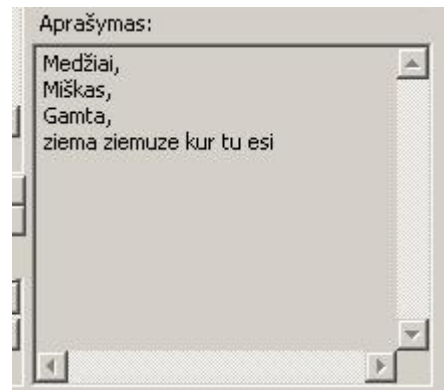 Aprašymas:
Medžiai,
Miškas,
Gamta,
ziema ziemuze kur tu esi